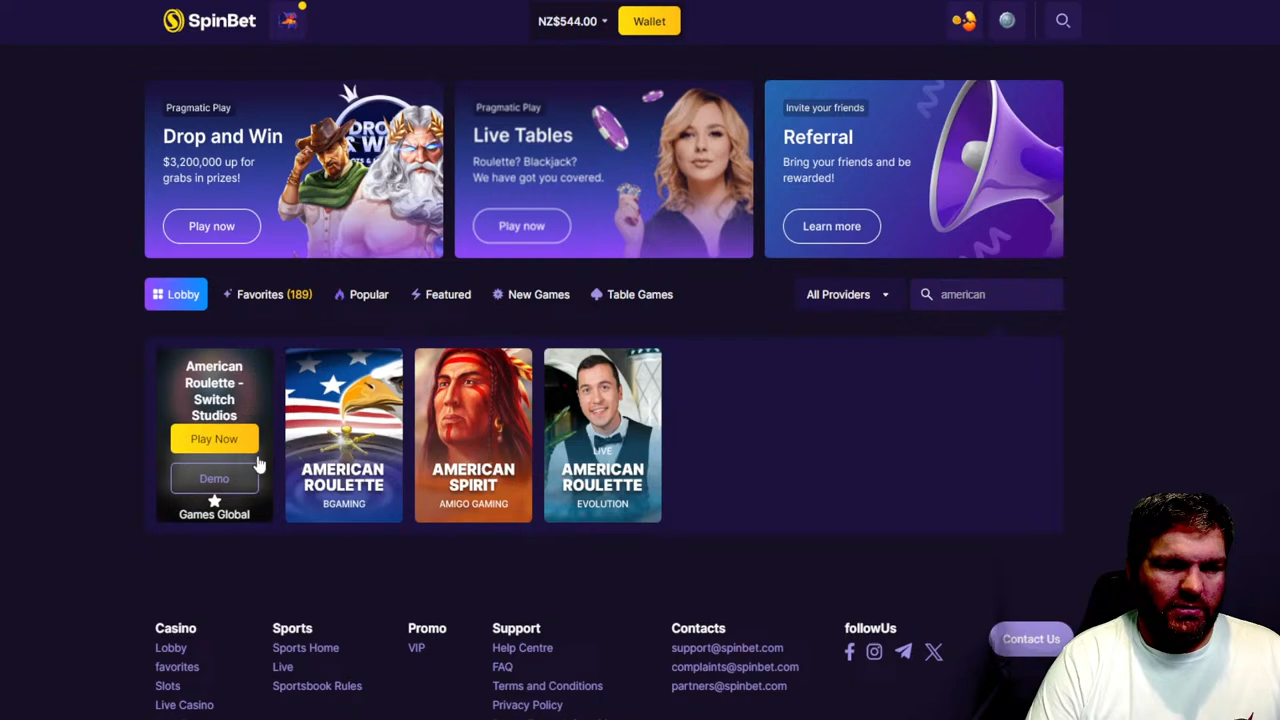 SpinBet
NZ$544.00
Wallet
Pragmatic Play
Drop and Win
$3,200,000 up for
grabs in prizes!
Play now
Pragmatic Play
Live Tables
Roulette? Blackjack?
We have got you covered.
Play now
Invite your friends
Referral
Bring your friends and be
rewarded!
Learn more
Lobby
Favorites (189)
Popular
Featured
New Games
Table Games
All Providers
american
American
Roulette -
Switch
Studios
Play Now
Demo
Games Global
AMERICAN
ROULETTE
BGAMING
AMERICAN
SPIRIT
AMIGO GAMING
LIVE
AMERICAN
ROULETTE
EVOLUTION
Casino
Lobby
favorites
Slots
Live Casino
Sports
Sports Home
Live
Sportsbook Rules
Promo
VIP
Support
Help Centre
FAQ
Terms and Conditions
Privacy Policy
Contacts
support@spinbet.com
complaints@spinbet.com
partners@spinbet.com
followUs
Contact Us